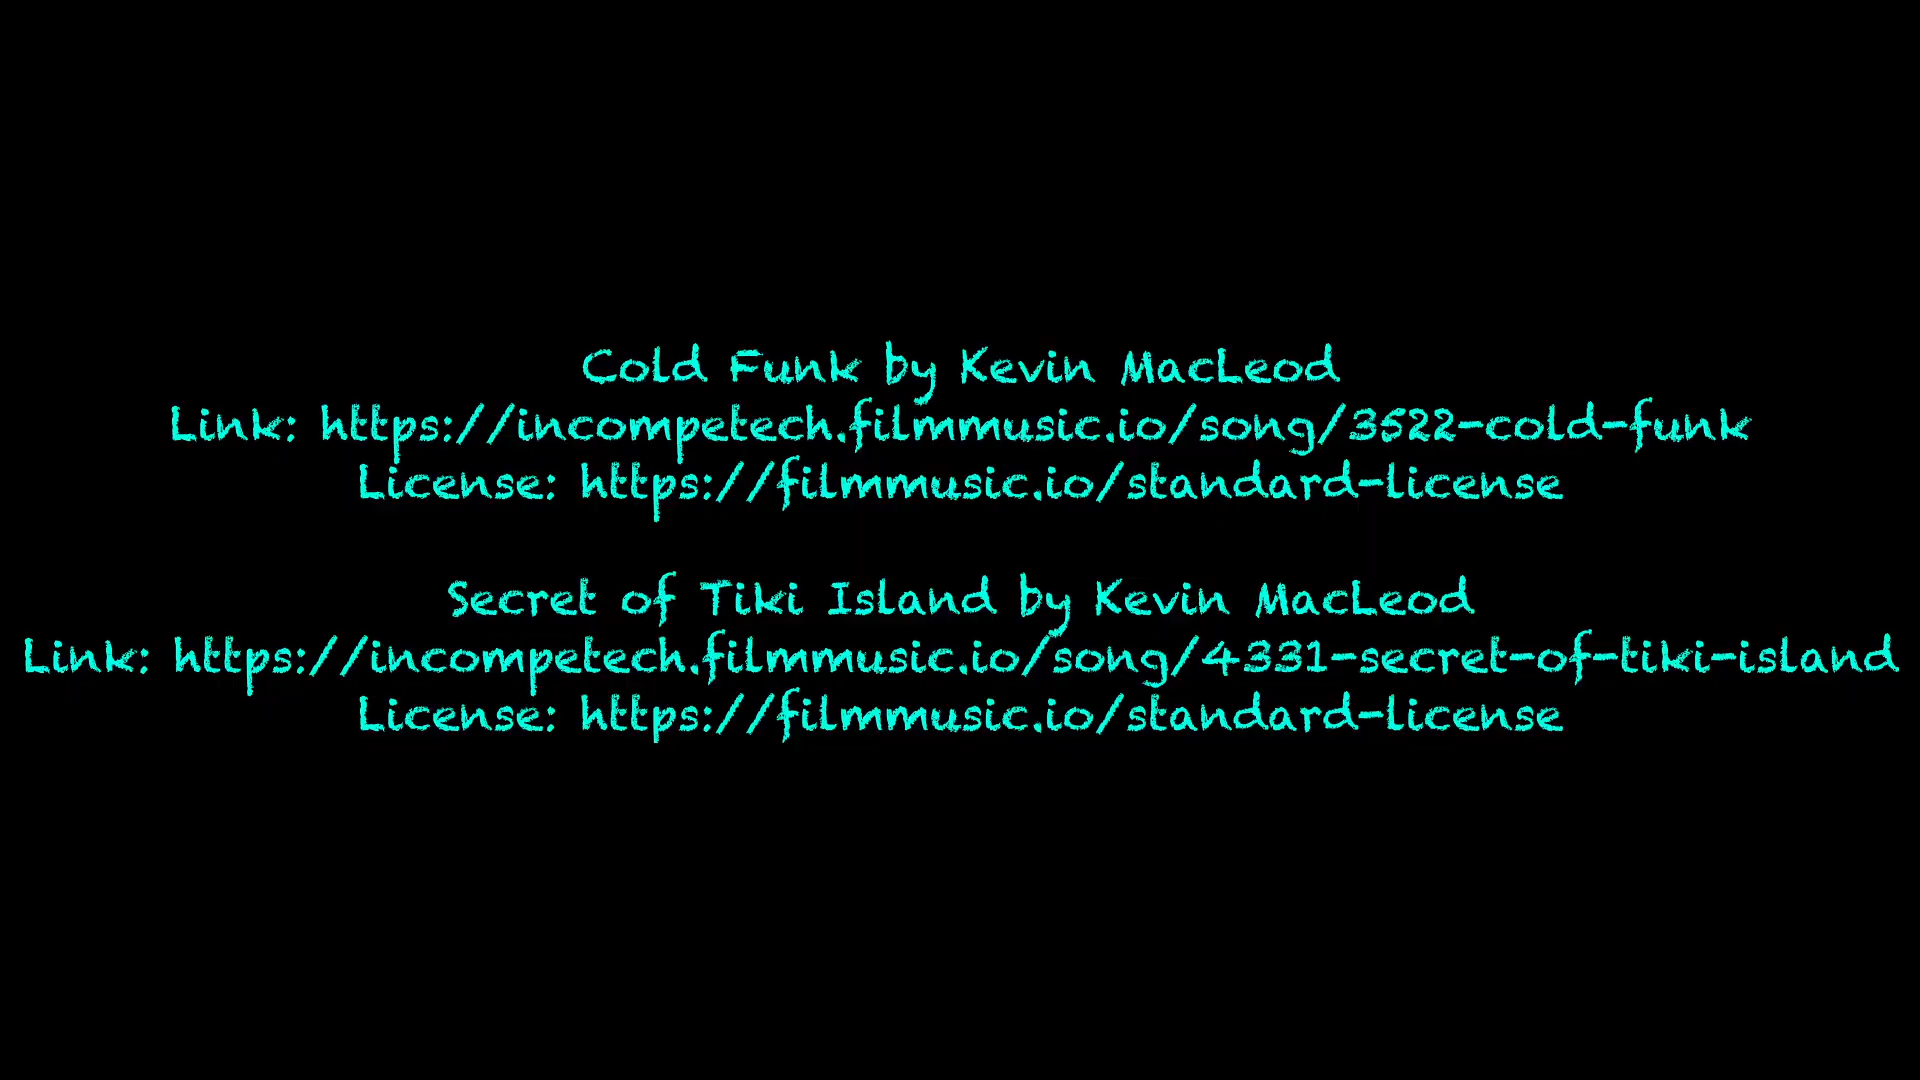 Cold Funk by Kevin MacLeod
Link: https://incompetech.filmmusic.io/song/3522-cold-funk
License: https://filmmusic.io/standard-license
Secret of Tiki Island by Kevin MacLeod
Link: https://incompetech.filmmusic.io/song/4331-secret-of-tiki-island
License: https://filmmusic.io/standard-license